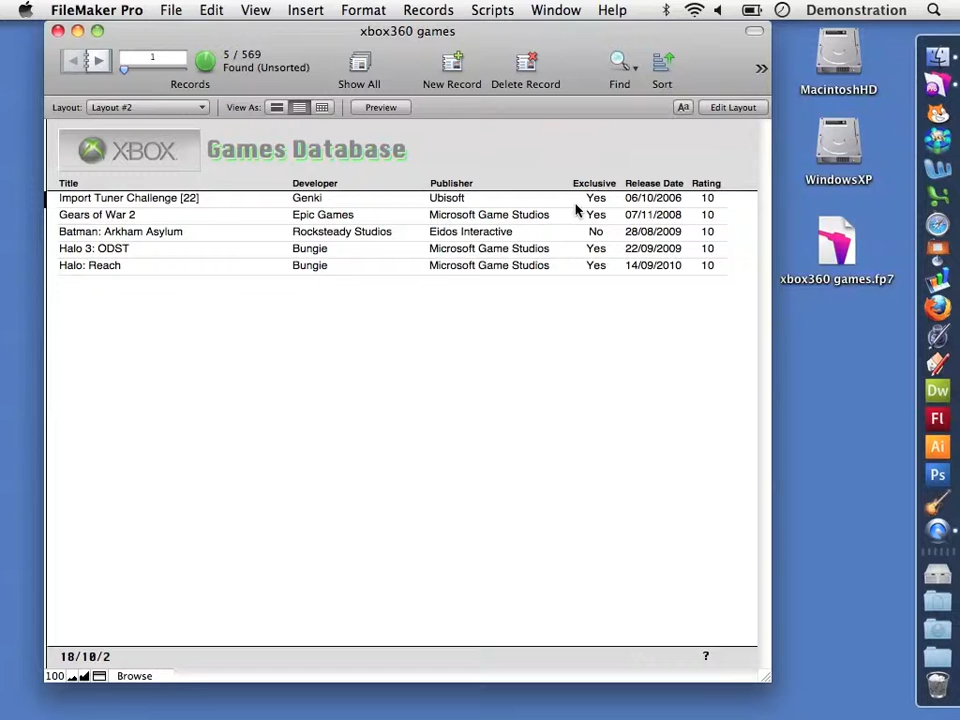 FileMaker Pro File Edit View Insert Format Records Scripts Window Help Demonstration
xbox360 games
1
5 / 569
Found (Unsorted)
Records
Show All
New Record
Delete Record
Find
Sort
Layout: Layout #2
View As:
Preview
Aa
Edit Layout
XBOX
Games Database
Title Developer Publisher Exclusive Release Date Rating
Import Tuner Challenge [22] Genki Ubisoft Yes 06/10/2006 10
Gears of War 2 Epic Games Microsoft Game Studios Yes 07/11/2008 10
Batman: Arkham Asylum Rocksteady Studios Eidos Interactive No 28/08/2009 10
Halo 3: ODST Bungie Microsoft Game Studios Yes 22/09/2009 10
Halo: Reach Bungie Microsoft Game Studios Yes 14/09/2010 10
18/10/2 ?
100 Browse
MacintoshHD
WindowsXP
xbox360 games.fp7
Dw
Fl
Ai
Ps